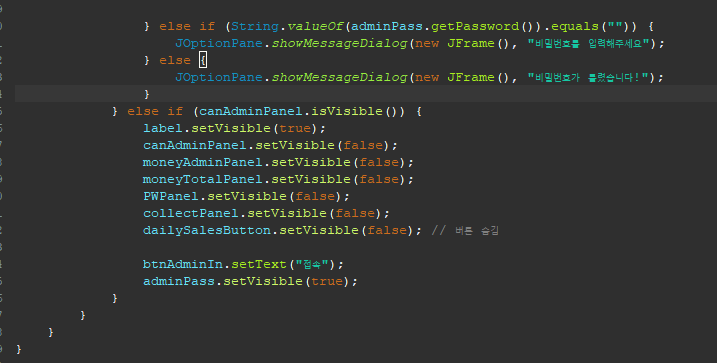 } else if (String.valueOf(adminPass.getPassword()).equals("")) {
JOptionPane.showMessageDialog(new JFrame(), "비밀번호를 입력해주세요");
} else {
JOptionPane.showMessageDialog(new JFrame(), "비밀번호가 틀렸습니다!");
}
} else if (canAdminPanel.isVisible()) {
label.setVisible(true);
canAdminPanel.setVisible(false);
moneyAdminPanel.setVisible(false);
moneyTotalPanel.setVisible(false);
PWPanel.setVisible(false);
collectPanel.setVisible(false);
dailySalesButton.setVisible(false); // 버튼 숨김
btnAdminIn.setText("접속");
adminPass.setVisible(true);
}
}
}
}